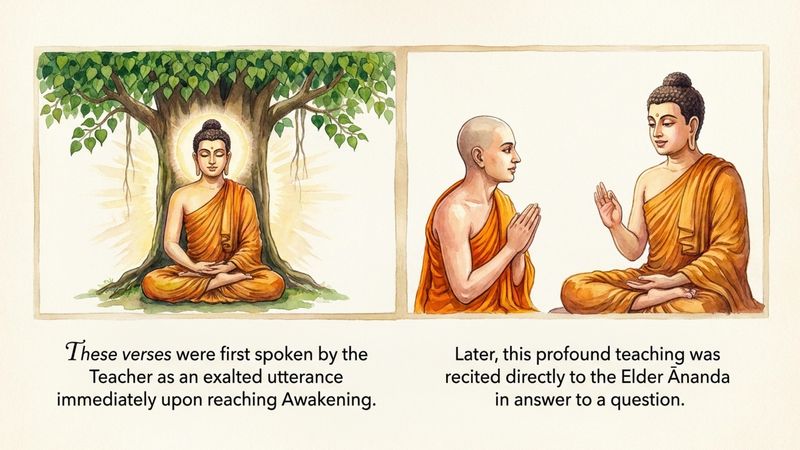 These verses were first spoken by the
Teacher as an exalted utterance
immediately upon reaching Awakening.
Later, this profound teaching was
recited directly to the Elder Ānanda
in answer to a question.